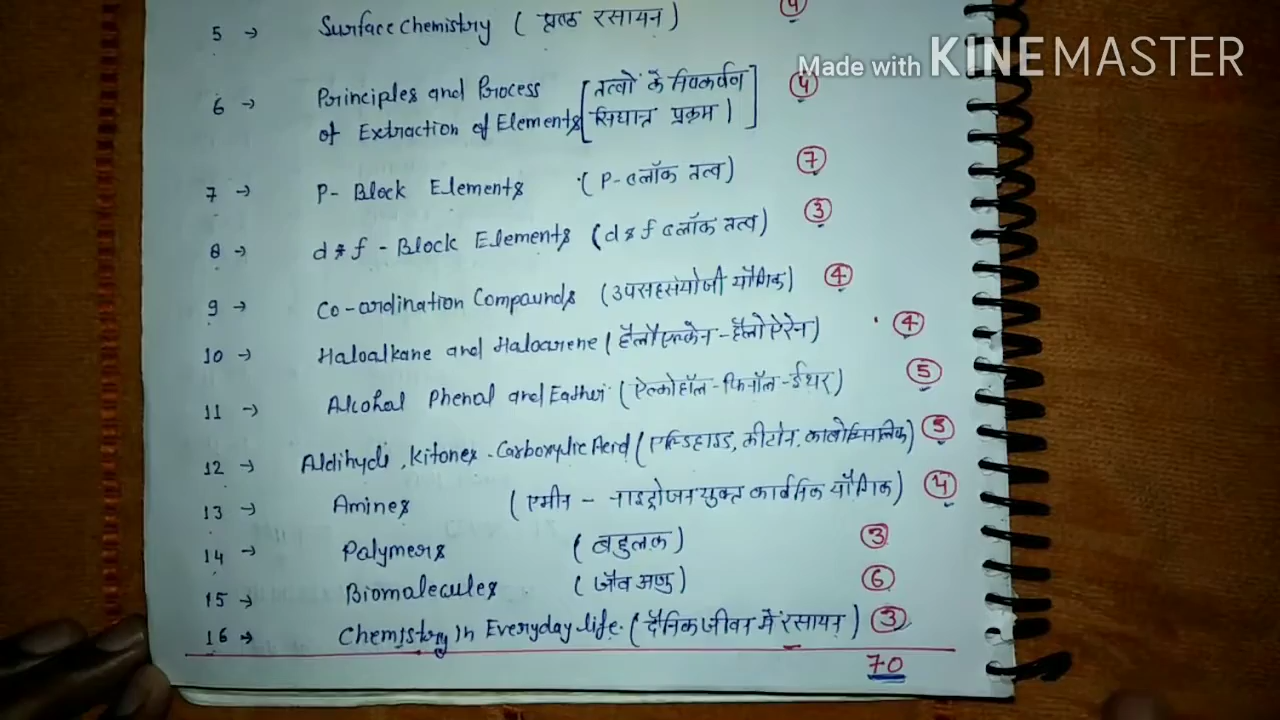 5 → Surface Chemistry ( प्रष्ठ रसायन ) 4
Made with KINEMASTER
6 → Principles and Process [ तत्वों के निष्कर्षण 4
of Extraction of Elements [ सिधान्त प्रक्रम । ]
7 → P- Block Elements (P-ब्लॉक तत्व) 7
8 → d & f - Block Elements (d & f ब्लॉक तत्व) 3
9 → Co-ordination Compounds (उपसहसंयोजी यौगिक) 4
10 → Haloalkane and Haloarene (हैलोएल्केन-हैलोऐरेन) 4
11 → Alcohol Phenol and Eather (ऐल्कोहॉल-फिनॉल-ईथर) 5
12 → Aldihyde, Kitones - Carboxylic Acid (एल्डिहाइड, कीटोन, कार्बोक्सिलिक) 5
13 → Amines (एमीन - नाइट्रोजनयुक्त कार्बनिक यौगिक) 4
14 → Polymers (बहुलक) 3
15 → Biomolecules (जैव अणु) 6
16 → Chemistry in Everyday life. (दैनिक जीवन में रसायन) 3
70